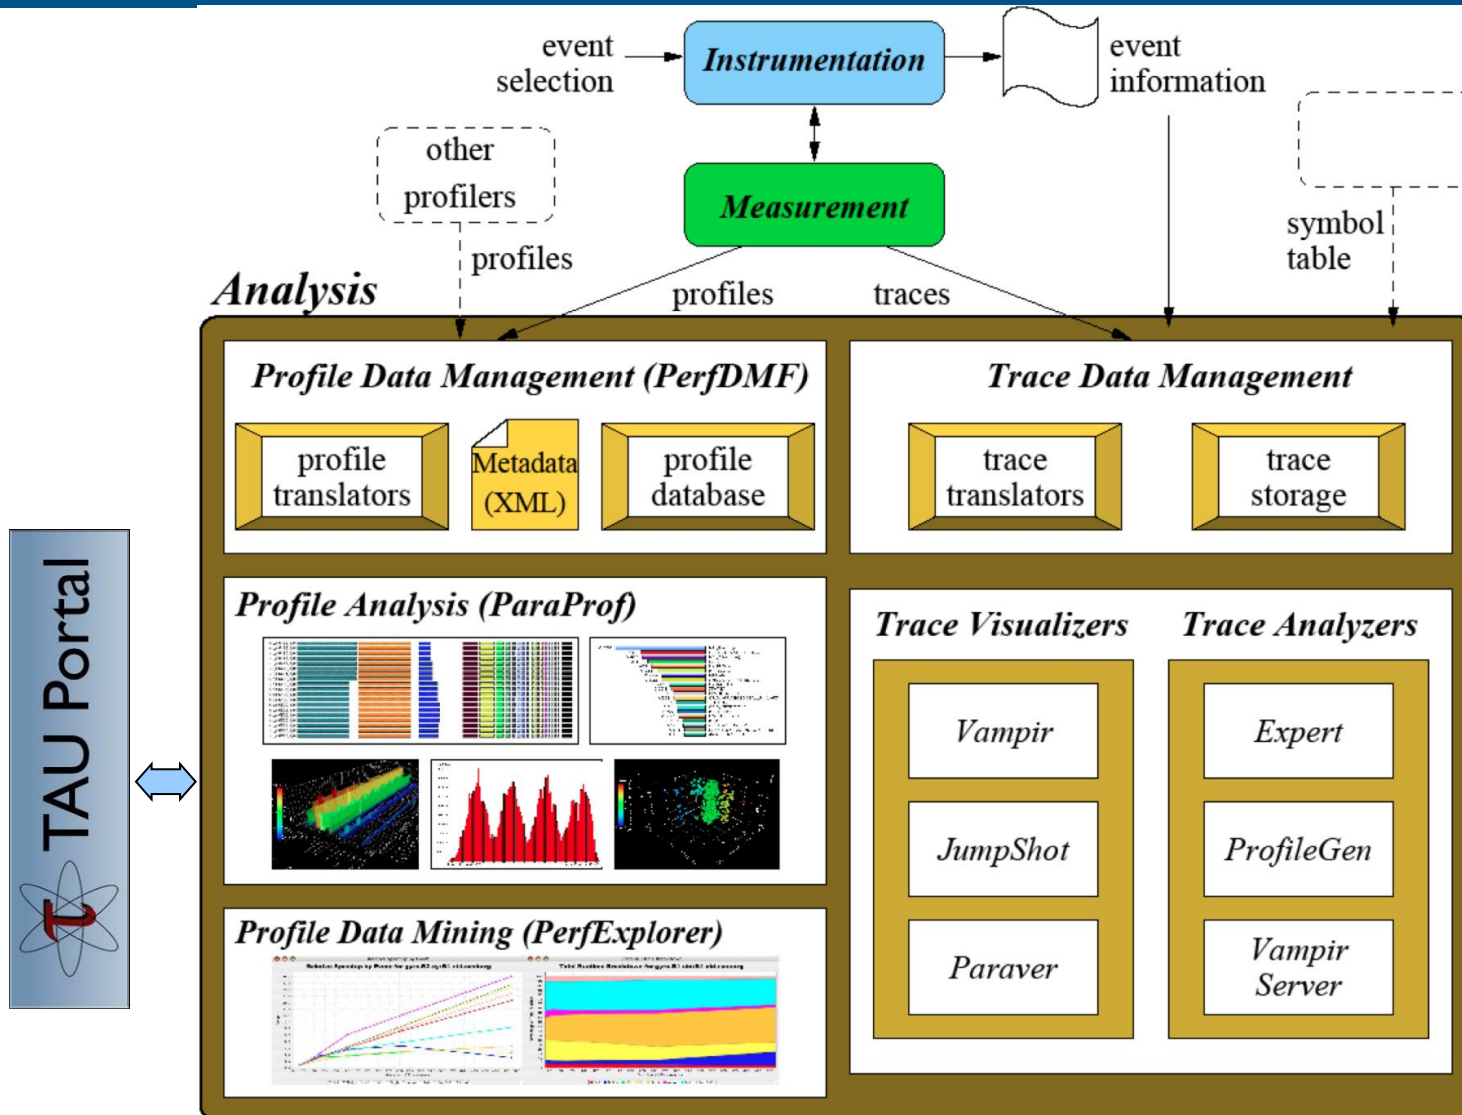 event
selection
Instrumentation
event
information
other
profilers
Measurement
symbol
table
profiles
profiles
traces
Analysis
Profile Data Management (PerfDMF)
profile
translators
Metadata
(XML)
profile
database
Trace Data Management
trace
translators
trace
storage
TAU Portal
Profile Analysis (ParaProf)
Profile Data Mining (PerfExplorer)
Trace Visualizers
Vampir
JumpShot
Paraver
Trace Analyzers
Expert
ProfileGen
Vampir
Server